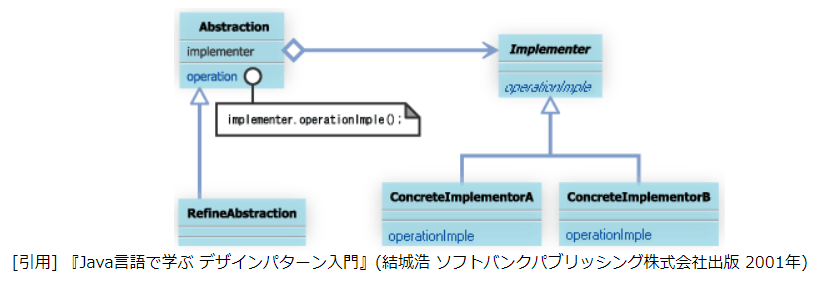 Abstraction
implementer
operation
implementer.operationImple();
Implementer
operationImple
RefineAbstraction
ConcreteImplementorA
operationImple
ConcreteImplementorB
operationImple
[引用] 『Java言語で学ぶ デザインパターン入門』(結城浩 ソフトバンクパブリッシング株式会社出版 2001年)